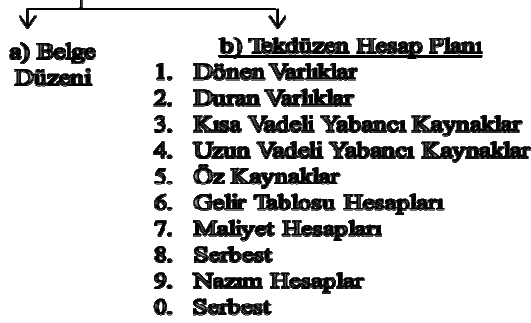 a) Belge
Düzeni
b) Tekdüzen Hesap Planı
1. Dönen Varlıklar
2. Duran Varlıklar
3. Kısa Vadeli Yabancı Kaynaklar
4. Uzun Vadeli Yabancı Kaynaklar
5. Öz Kaynaklar
6. Gelir Tablosu Hesapları
7. Maliyet Hesapları
8. Serbest
9. Nazım Hesaplar
0. Serbest